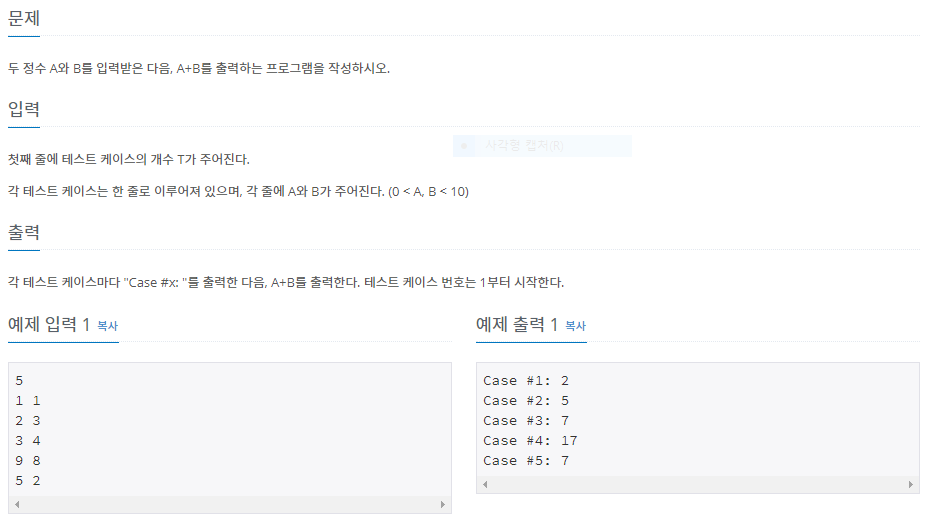 문제
두 정수 A와 B를 입력받은 다음, A+B를 출력하는 프로그램을 작성하시오.
입력
사각형 캡처(R)
첫째 줄에 테스트 케이스의 개수 T가 주어진다.
각 테스트 케이스는 한 줄로 이루어져 있으며, 각 줄에 A와 B가 주어진다. (0 < A, B < 10)
출력
각 테스트 케이스마다 "Case #x: "를 출력한 다음, A+B를 출력한다. 테스트 케이스 번호는 1부터 시작한다.
예제 입력 1 복사
5
1 1
2 3
3 4
9 8
5 2
예제 출력 1 복사
Case #1: 2
Case #2: 5
Case #3: 7
Case #4: 17
Case #5: 7